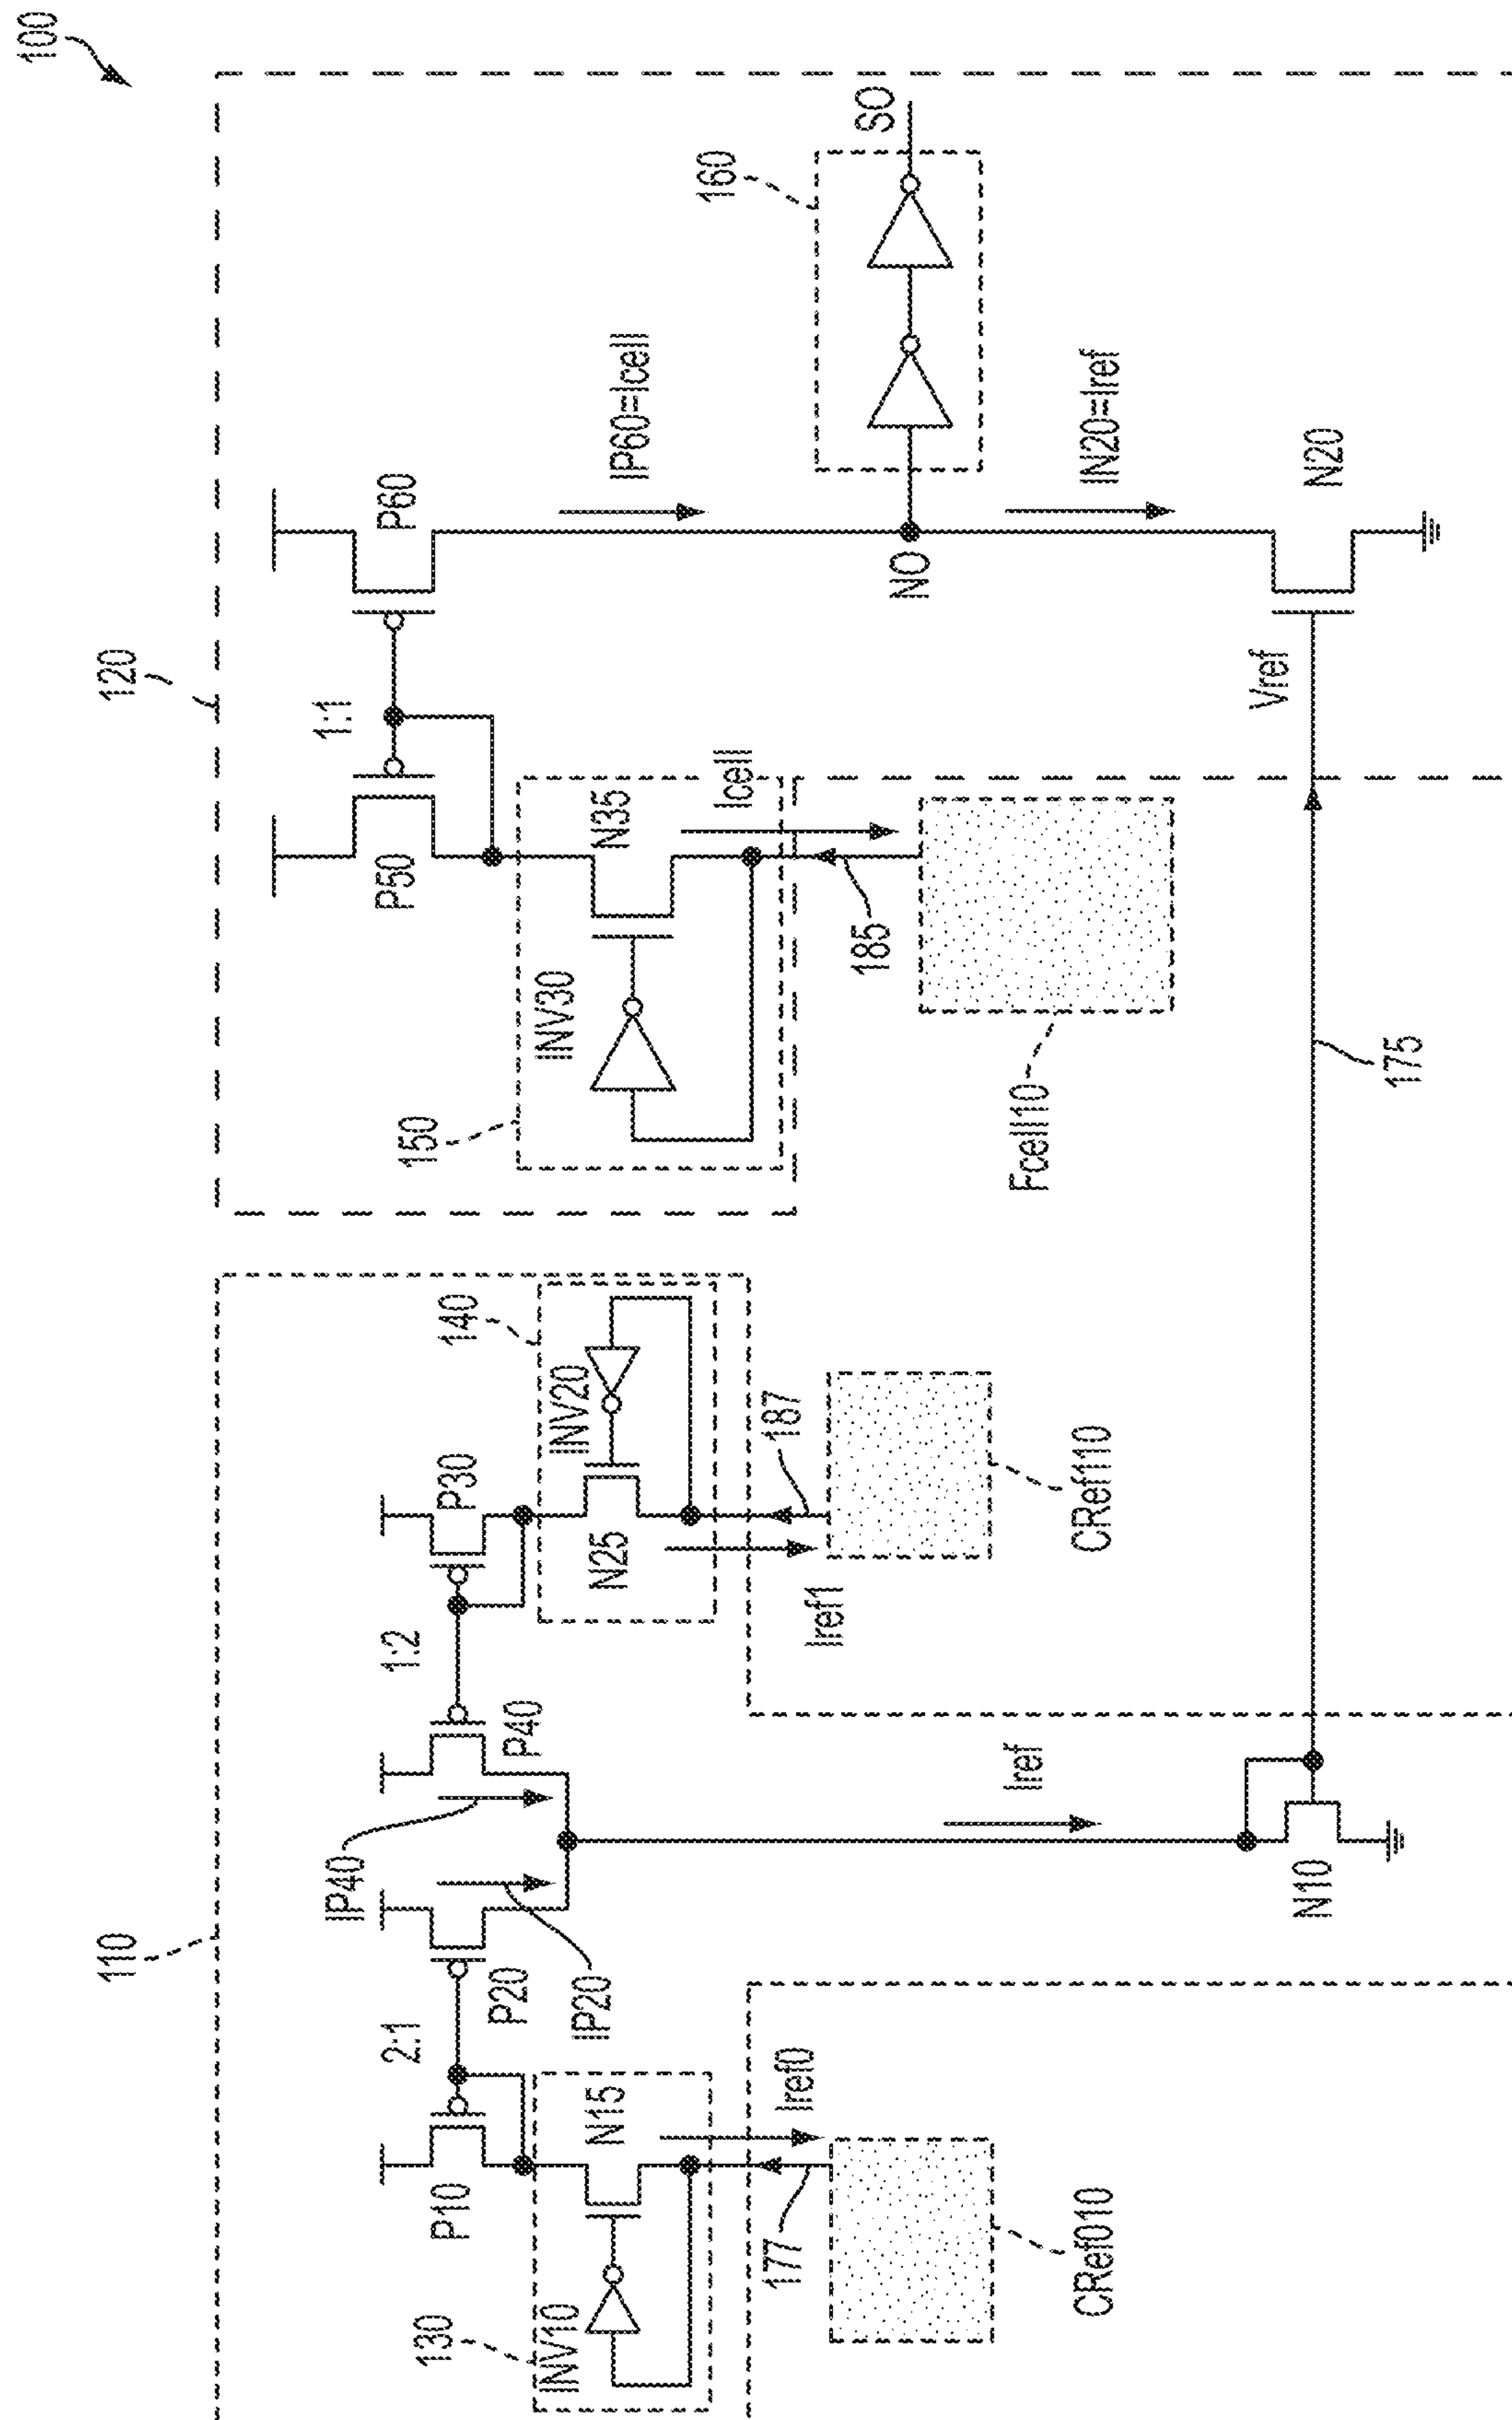 100
110
120
IP40
2:1
1:2
1:1
P10
P20
P40
P30
P50
P60
IP20
130
INV10
N15
140
INV20
N25
150
INV30
N35
Icell
IP60=Icell
160
SO
NO
Iref0
177
CRef010
Iref1
187
CRef110
185
Fcell10
Iref
IN20=Iref
N10
175
Vref
N20